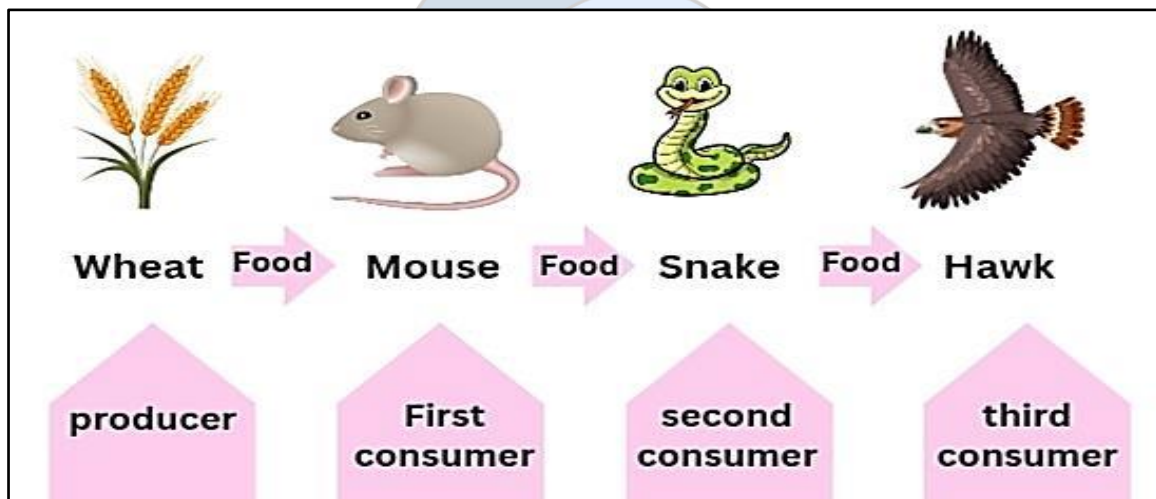 Wheat Food Mouse Food Snake Food Hawk
producer
First
consumer
second
consumer
third
consumer